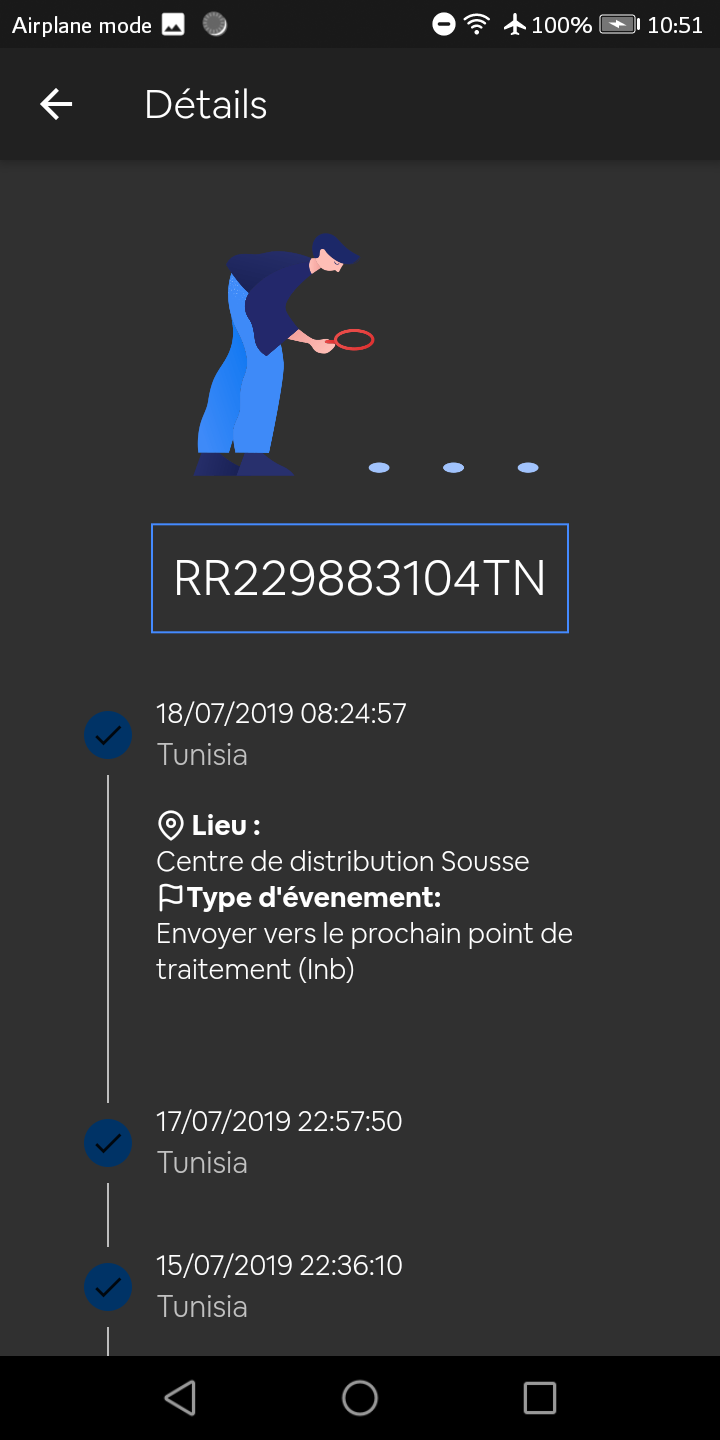 Airplane mode 100% 10:51
Détails
RR229883104TN
18/07/2019 08:24:57
Tunisia
Lieu :
Centre de distribution Sousse
Type d'évenement:
Envoyer vers le prochain point de
traitement (Inb)
17/07/2019 22:57:50
Tunisia
15/07/2019 22:36:10
Tunisia